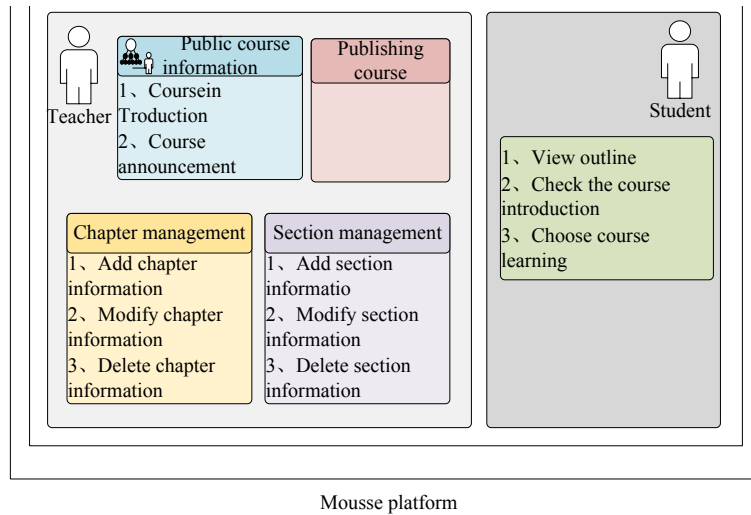 Teacher
Public course
information
1、Coursein
Troduction
2、Course
announcement
Publishing
course
Chapter management
1、Add chapter
information
2、Modify chapter
information
3、Delete chapter
information
Section management
1、Add section
informatio
2、Modify section
information
3、Delete section
information
Student
1、View outline
2、Check the course
introduction
3、Choose course
learning
Mousse platform